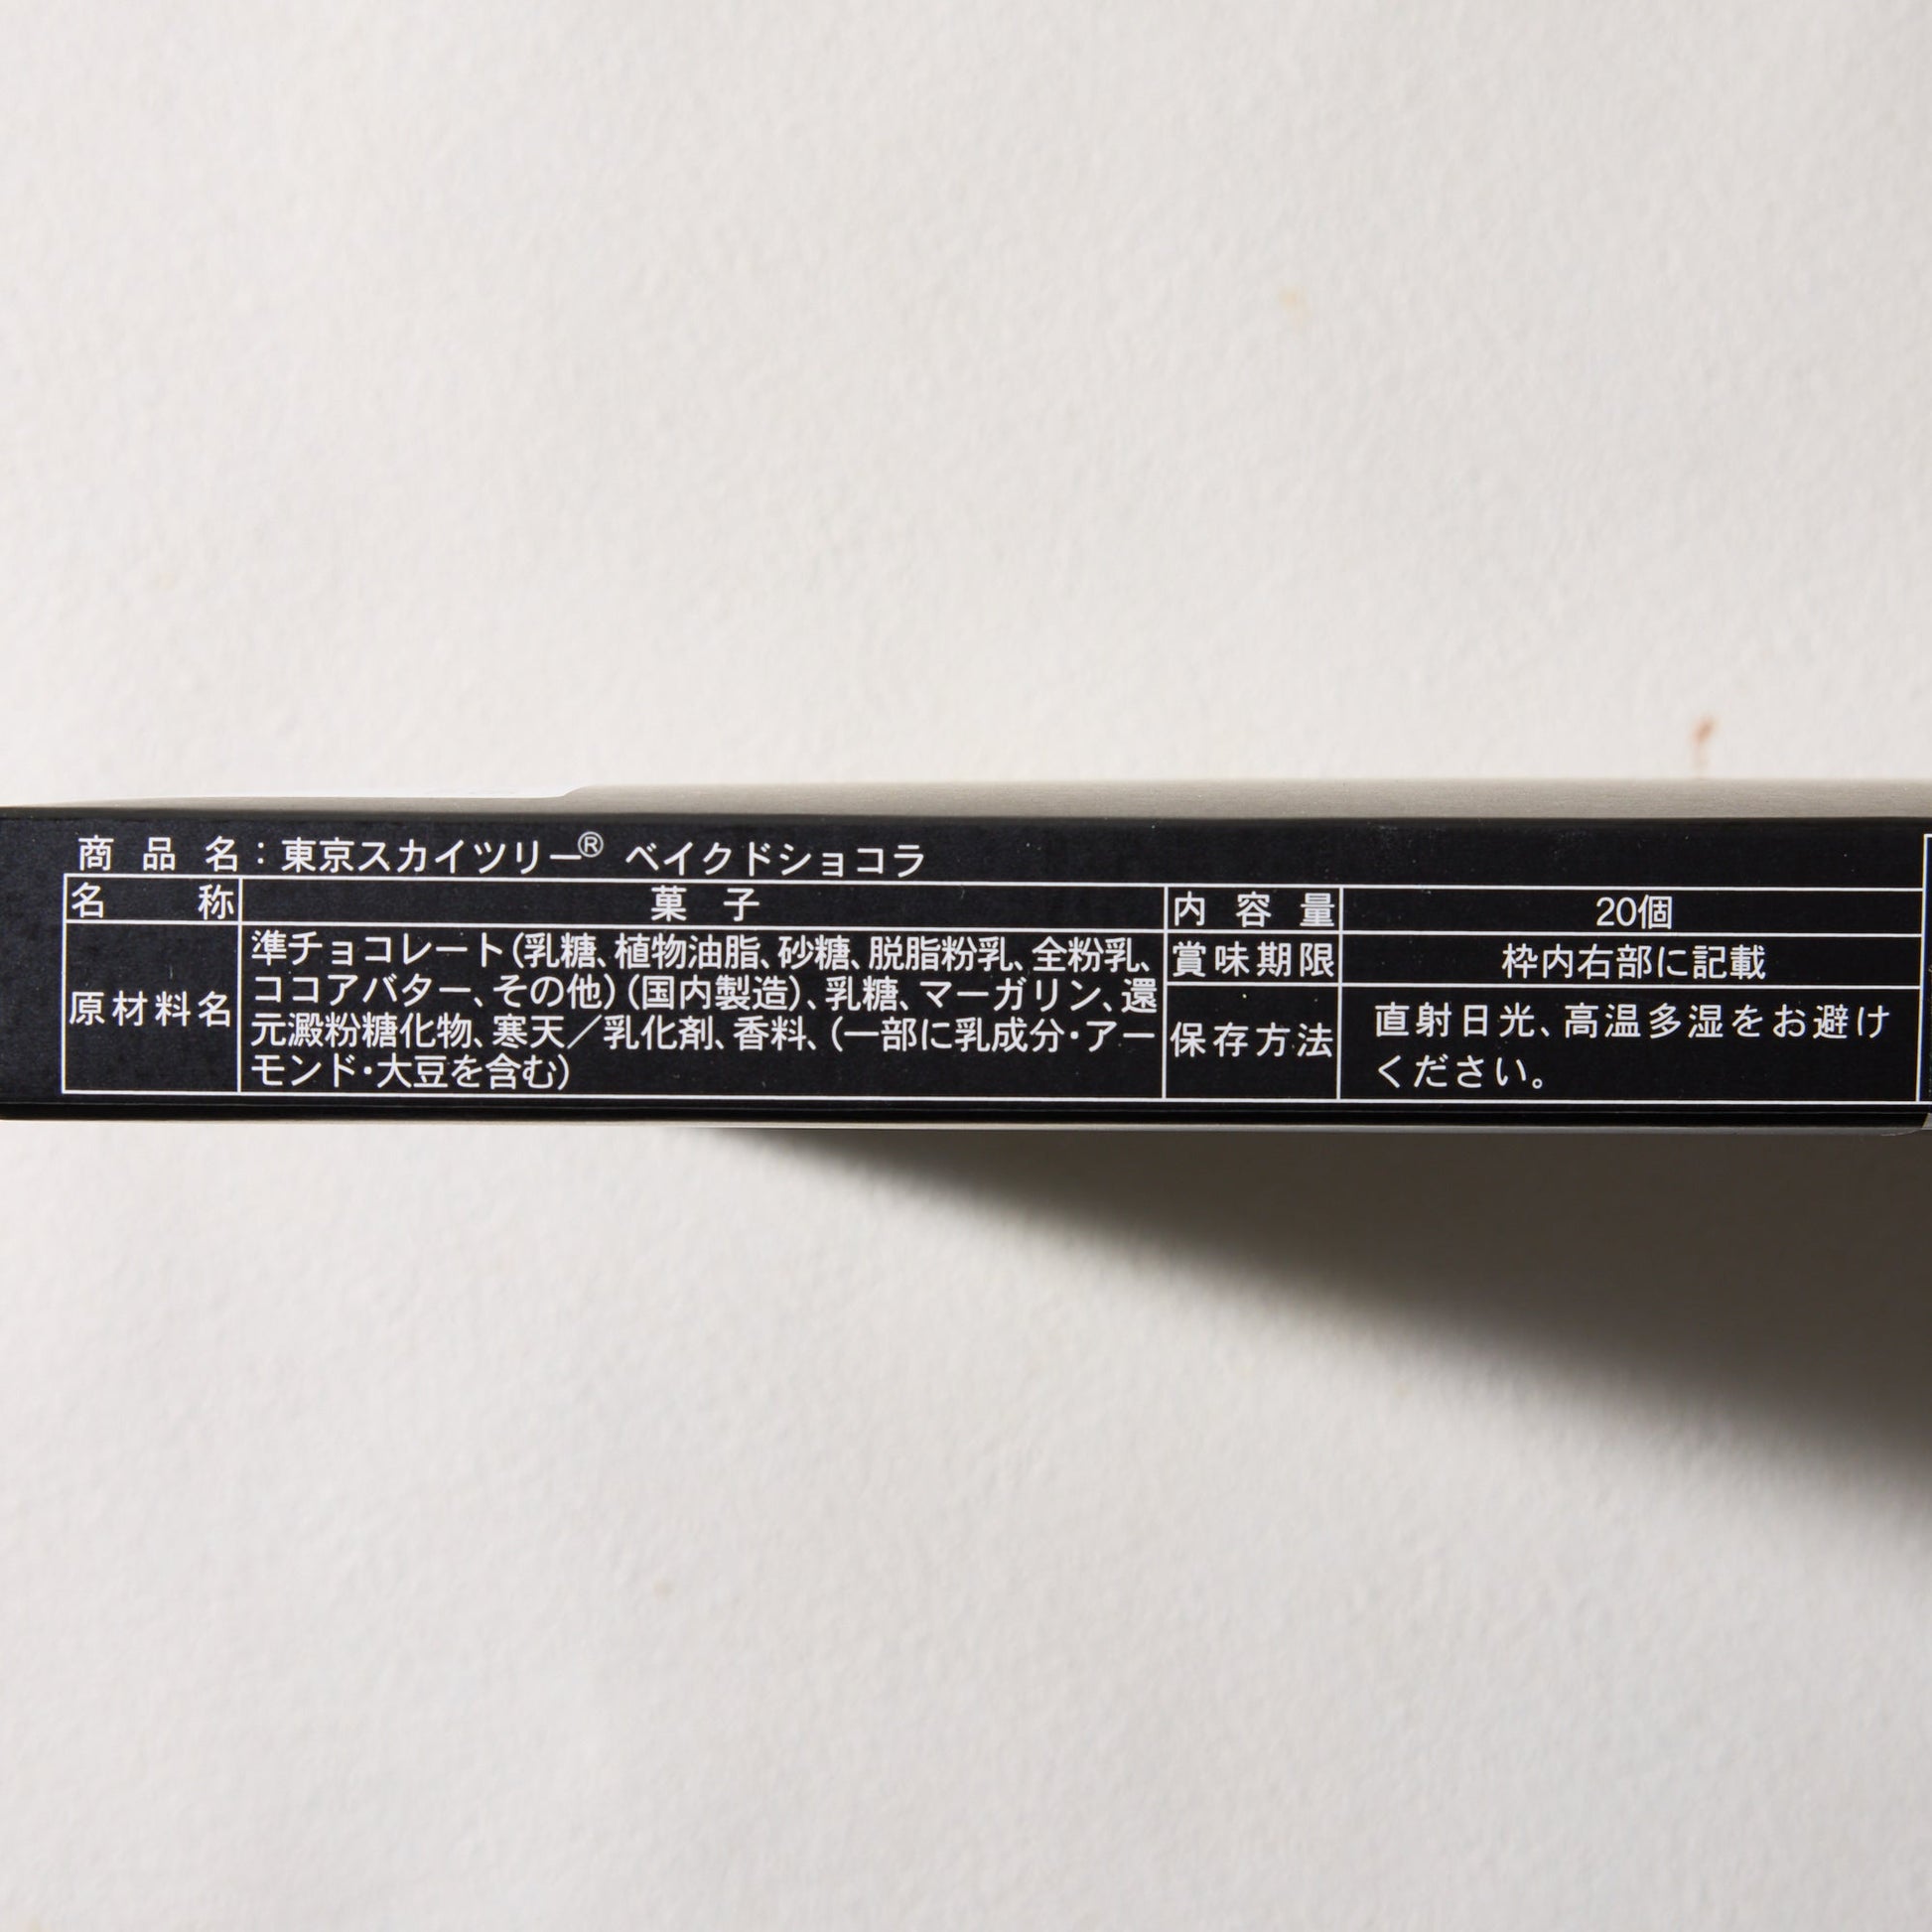 商品名：東京スカイツリー® ベイクドショコラ
名称 菓子
原材料名 準チョコレート（乳糖、植物油脂、砂糖、脱脂粉乳、全粉乳、
ココアバター、その他）（国内製造）、乳糖、マーガリン、還
元澱粉糖化物、寒天／乳化剤、香料、（一部に乳成分・アー
モンド・大豆を含む）
内容量 20個
賞味期限 枠内右部に記載
保存方法 直射日光、高温多湿をお避け
ください。